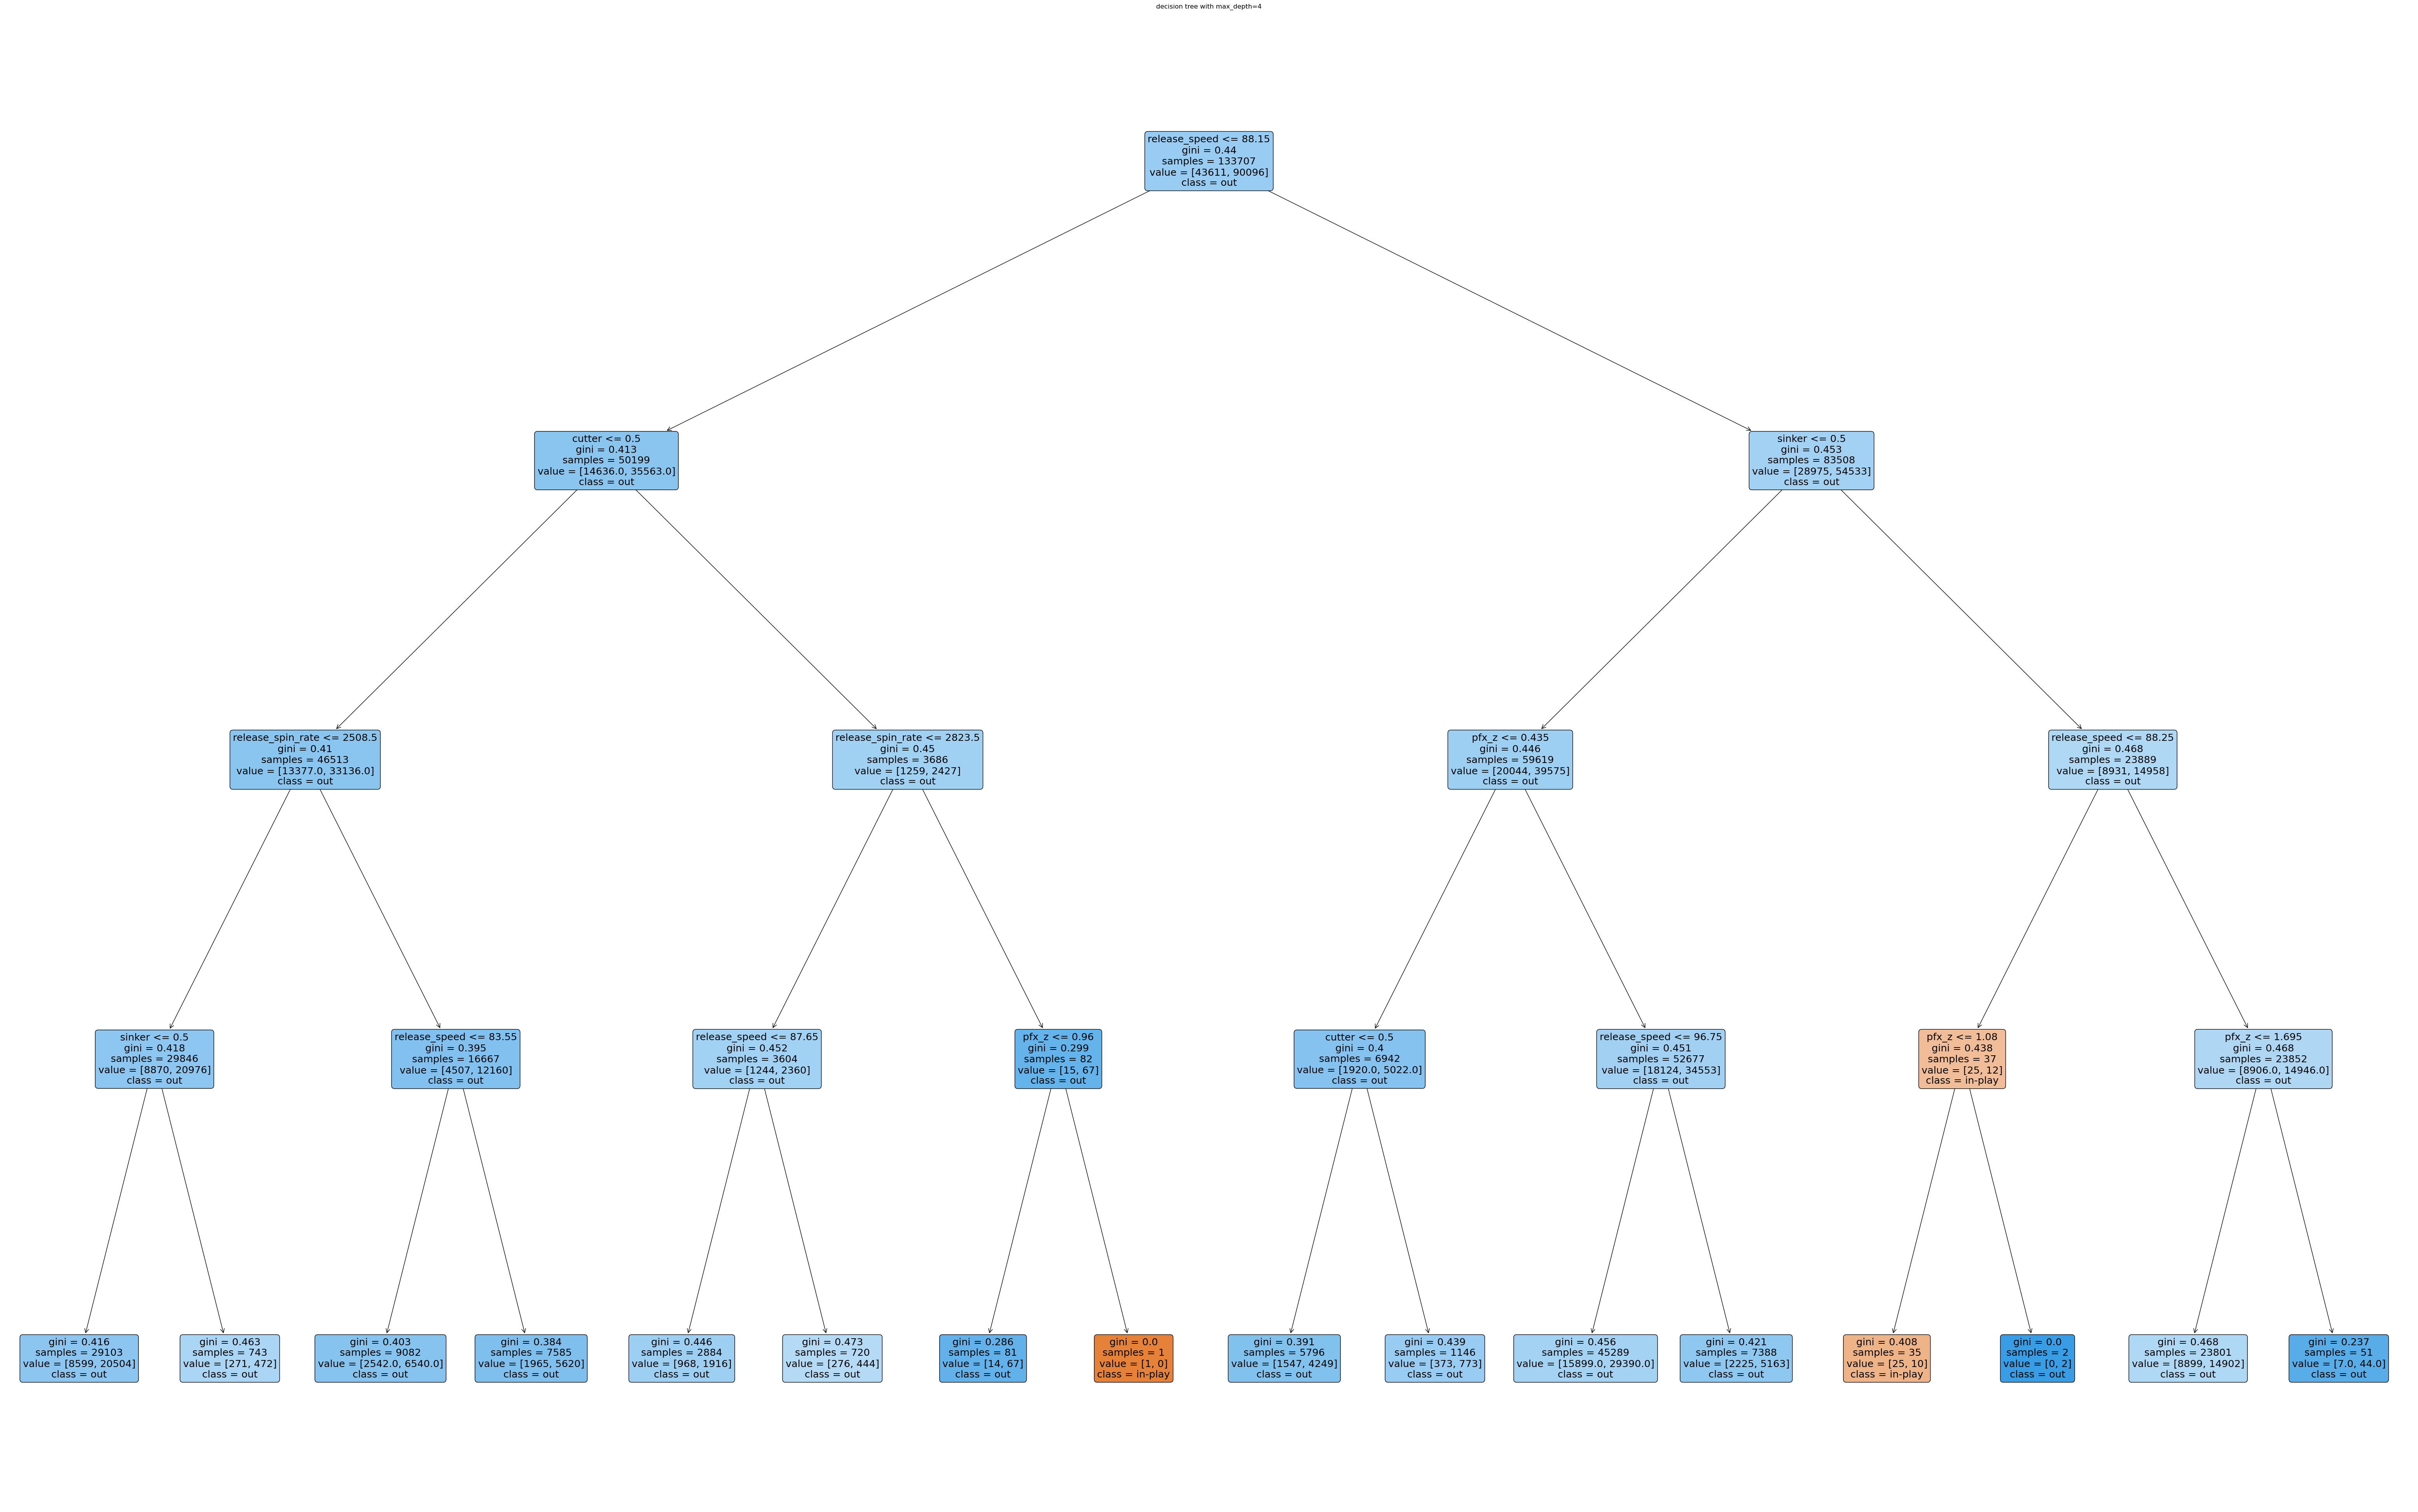 decision tree with max_depth=4
release_speed <= 88.15
gini = 0.44
samples = 133707
value = [43611, 90096]
class = out
cutter <= 0.5
gini = 0.413
samples = 50199
value = [14636.0, 35563.0]
class = out
sinker <= 0.5
gini = 0.453
samples = 83508
value = [28975, 54533]
class = out
release_spin_rate <= 2508.5
gini = 0.41
samples = 46513
value = [13377.0, 33136.0]
class = out
release_spin_rate <= 2823.5
gini = 0.45
samples = 3686
value = [1259, 2427]
class = out
pfx_z <= 0.435
gini = 0.446
samples = 59619
value = [20044, 39575]
class = out
release_speed <= 88.25
gini = 0.468
samples = 23889
value = [8931, 14958]
class = out
sinker <= 0.5
gini = 0.418
samples = 29846
value = [8870, 20976]
class = out
release_speed <= 83.55
gini = 0.395
samples = 16667
value = [4507, 12160]
class = out
release_speed <= 87.65
gini = 0.452
samples = 3604
value = [1244, 2360]
class = out
pfx_z <= 0.96
gini = 0.299
samples = 82
value = [15, 67]
class = out
cutter <= 0.5
gini = 0.4
samples = 6942
value = [1920.0, 5022.0]
class = out
release_speed <= 96.75
gini = 0.451
samples = 52677
value = [18124, 34553]
class = out
pfx_z <= 1.08
gini = 0.438
samples = 37
value = [25, 12]
class = in-play
pfx_z <= 1.695
gini = 0.468
samples = 23852
value = [8906.0, 14946.0]
class = out
gini = 0.416
samples = 29103
value = [8599, 20504]
class = out
gini = 0.463
samples = 743
value = [271, 472]
class = out
gini = 0.403
samples = 9082
value = [2542.0, 6540.0]
class = out
gini = 0.384
samples = 7585
value = [1965, 5620]
class = out
gini = 0.446
samples = 2884
value = [968, 1916]
class = out
gini = 0.473
samples = 720
value = [276, 444]
class = out
gini = 0.286
samples = 81
value = [14, 67]
class = out
gini = 0.0
samples = 1
value = [1, 0]
class = in-play
gini = 0.391
samples = 5796
value = [1547, 4249]
class = out
gini = 0.439
samples = 1146
value = [373, 773]
class = out
gini = 0.456
samples = 45289
value = [15899.0, 29390.0]
class = out
gini = 0.421
samples = 7388
value = [2225, 5163]
class = out
gini = 0.408
samples = 35
value = [25, 10]
class = in-play
gini = 0.0
samples = 2
value = [0, 2]
class = out
gini = 0.468
samples = 23801
value = [8899, 14902]
class = out
gini = 0.237
samples = 51
value = [7.0, 44.0]
class = out